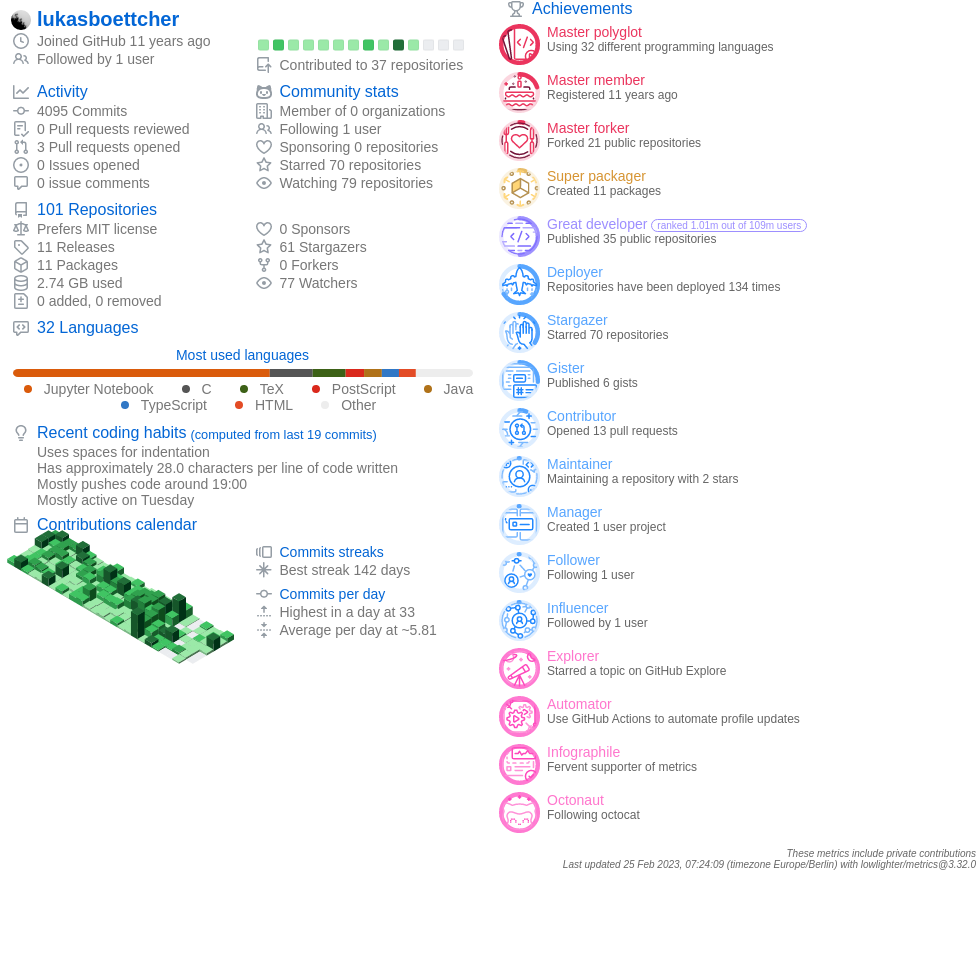 lukasboettcher
Joined GitHub 11 years ago
Followed by 1 user
Contributed to 37 repositories
Activity
4095 Commits
0 Pull requests reviewed
3 Pull requests opened
0 Issues opened
0 issue comments
Community stats
Member of 0 organizations
Following 1 user
Sponsoring 0 repositories
Starred 70 repositories
Watching 79 repositories
101 Repositories
Prefers MIT license
11 Releases
11 Packages
2.74 GB used
0 added, 0 removed
0 Sponsors
61 Stargazers
0 Forkers
77 Watchers
32 Languages
Most used languages
Jupyter Notebook C TeX PostScript Java
TypeScript HTML Other
Recent coding habits (computed from last 19 commits)
Uses spaces for indentation
Has approximately 28.0 characters per line of code written
Mostly pushes code around 19:00
Mostly active on Tuesday
Contributions calendar
Commits streaks
Best streak 142 days
Commits per day
Highest in a day at 33
Average per day at ~5.81
Achievements
Master polyglot
Using 32 different programming languages
Master member
Registered 11 years ago
Master forker
Forked 21 public repositories
Super packager
Created 11 packages
Great developer ranked 1.01m out of 109m users
Published 35 public repositories
Deployer
Repositories have been deployed 134 times
Stargazer
Starred 70 repositories
Gister
Published 6 gists
Contributor
Opened 13 pull requests
Maintainer
Maintaining a repository with 2 stars
Manager
Created 1 user project
Follower
Following 1 user
Influencer
Followed by 1 user
Explorer
Starred a topic on GitHub Explore
Automator
Use GitHub Actions to automate profile updates
Infographile
Fervent supporter of metrics
Octonaut
Following octocat
These metrics include private contributions
Last updated 25 Feb 2023, 07:24:09 (timezone Europe/Berlin) with lowlighter/metrics@3.32.0